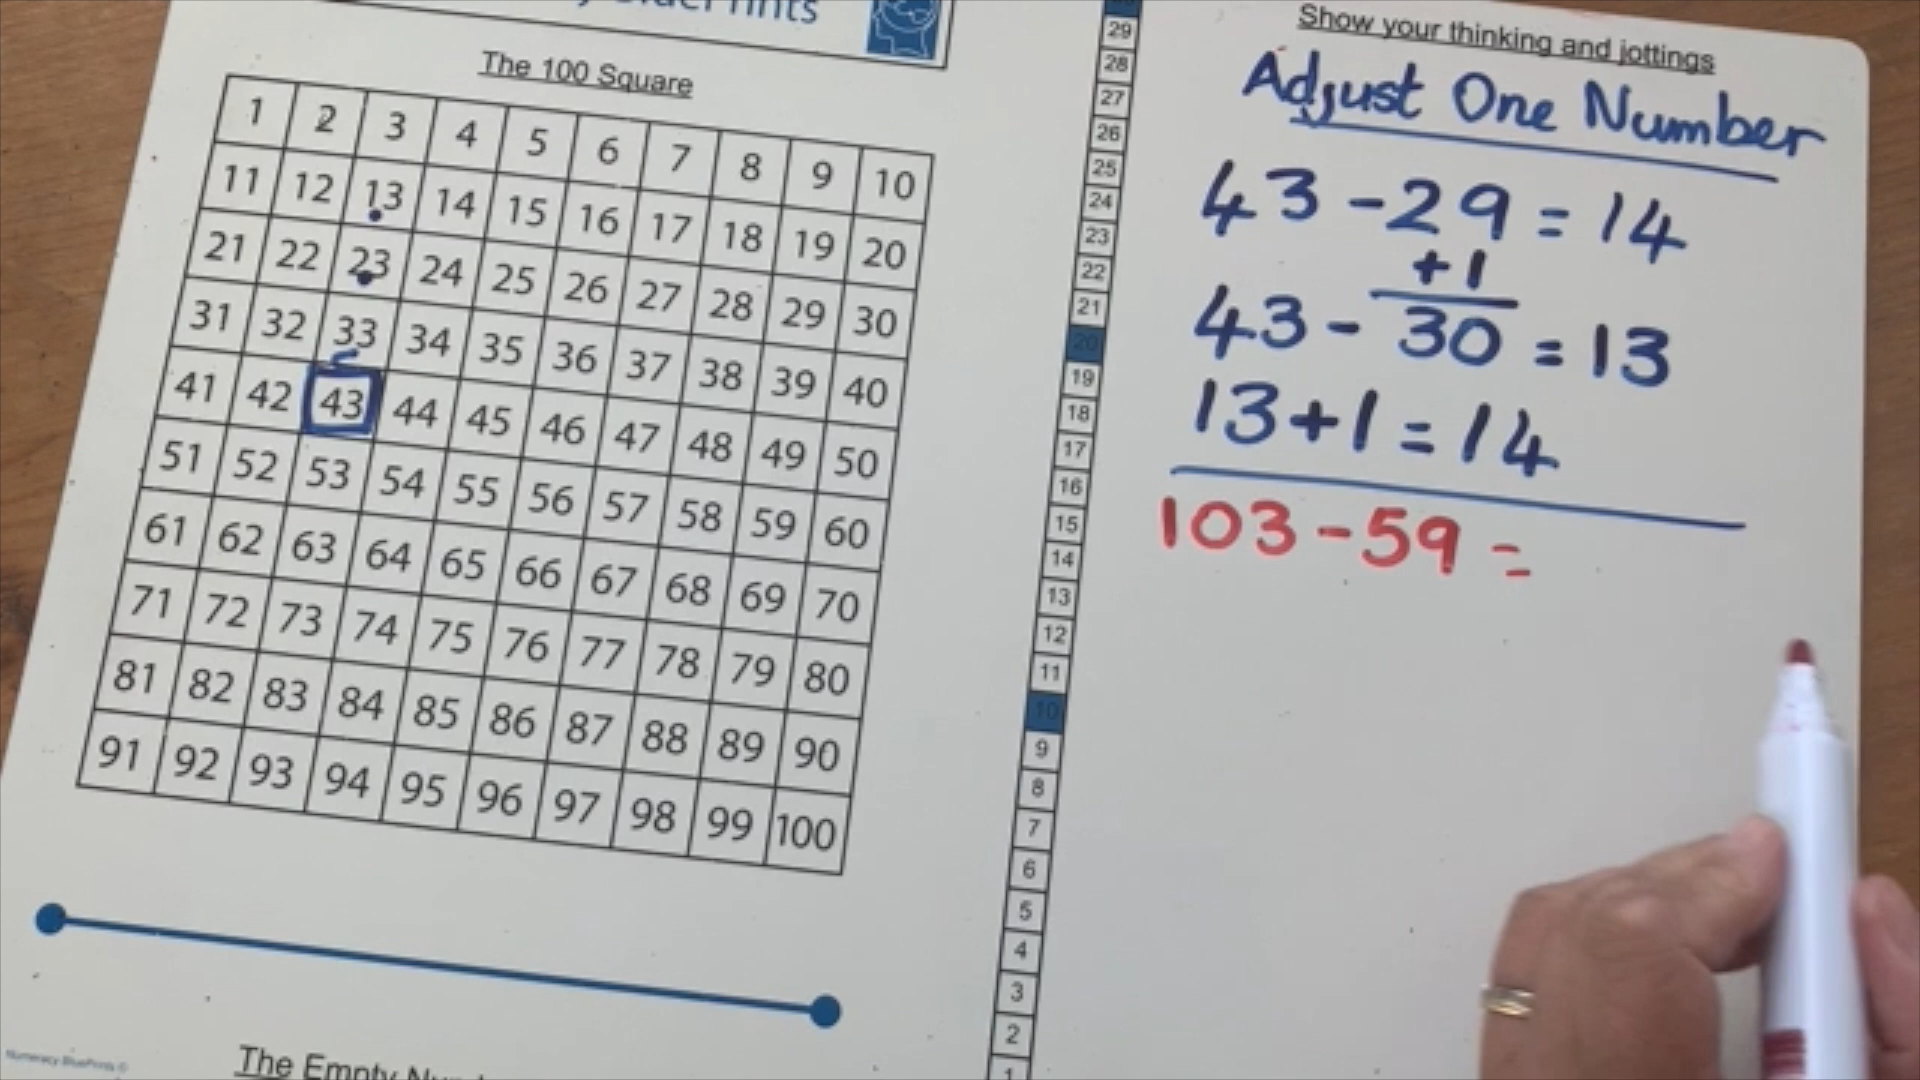 The 100 Square
1 2 3 4 5 6 7 8 9 10
11 12 13 14 15 16 17 18 19 20
21 22 23 24 25 26 27 28 29 30
31 32 33 34 35 36 37 38 39 40
41 42 43 44 45 46 47 48 49 50
51 52 53 54 55 56 57 58 59 60
61 62 63 64 65 66 67 68 69 70
71 72 73 74 75 76 77 78 79 80
81 82 83 84 85 86 87 88 89 90
91 92 93 94 95 96 97 98 99 100
The Empty
Numeracy BluePrints ©
29
28
27
26
25
24
23
22
21
20
19
18
17
16
15
14
13
12
11
10
9
8
7
6
5
4
3
2
1
Show your thinking and jottings
Adjust One Number
43 - 29 = 14
+1
43 - 30 = 13
13 + 1 = 14
103 - 59 =